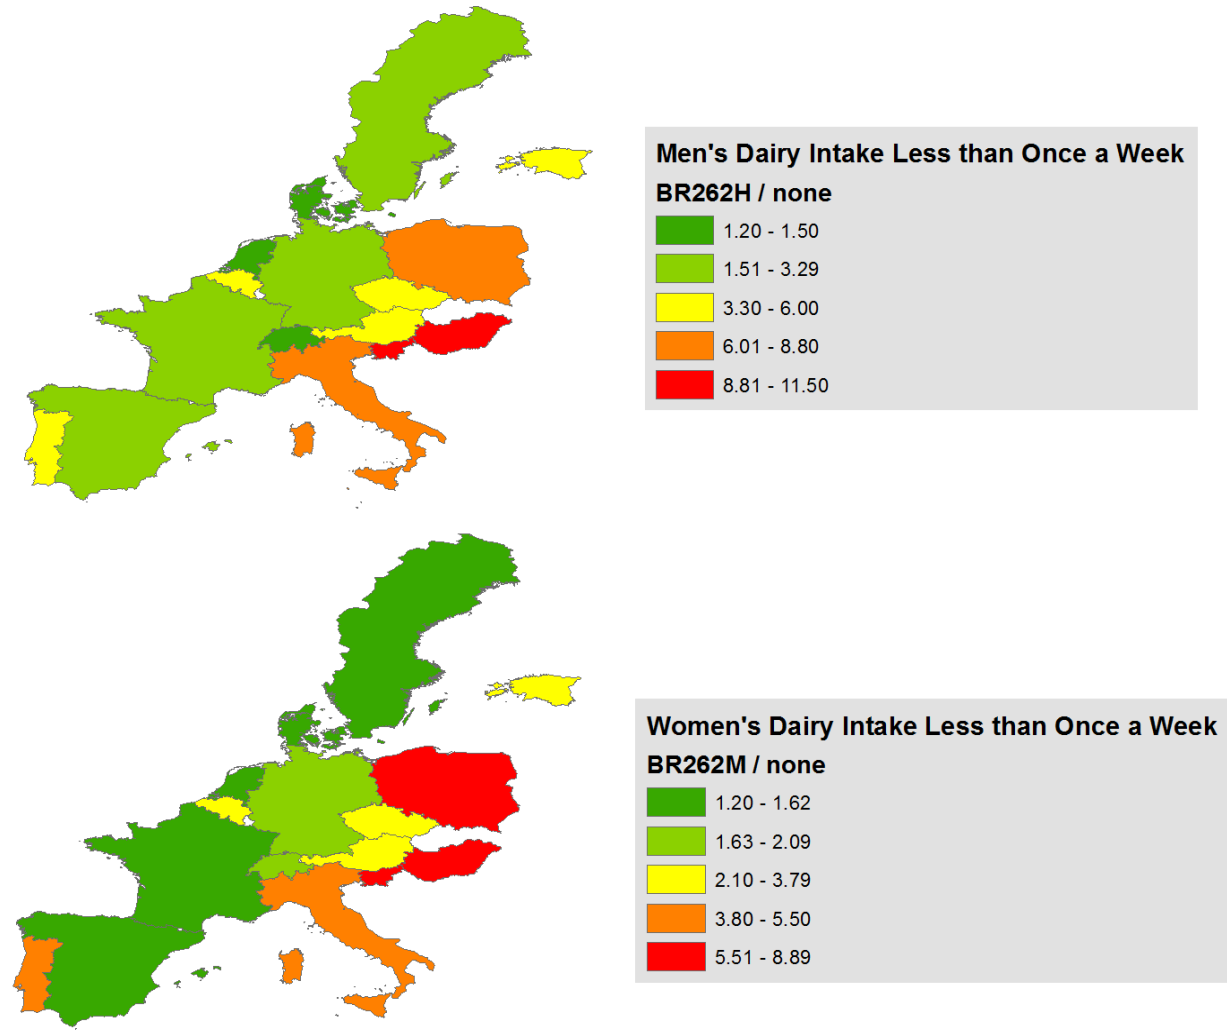 Men's Dairy Intake Less than Once a Week
BR262H / none
1.20 - 1.50
1.51 - 3.29
3.30 - 6.00
6.01 - 8.80
8.81 - 11.50
Women's Dairy Intake Less than Once a Week
BR262M / none
1.20 - 1.62
1.63 - 2.09
2.10 - 3.79
3.80 - 5.50
5.51 - 8.89